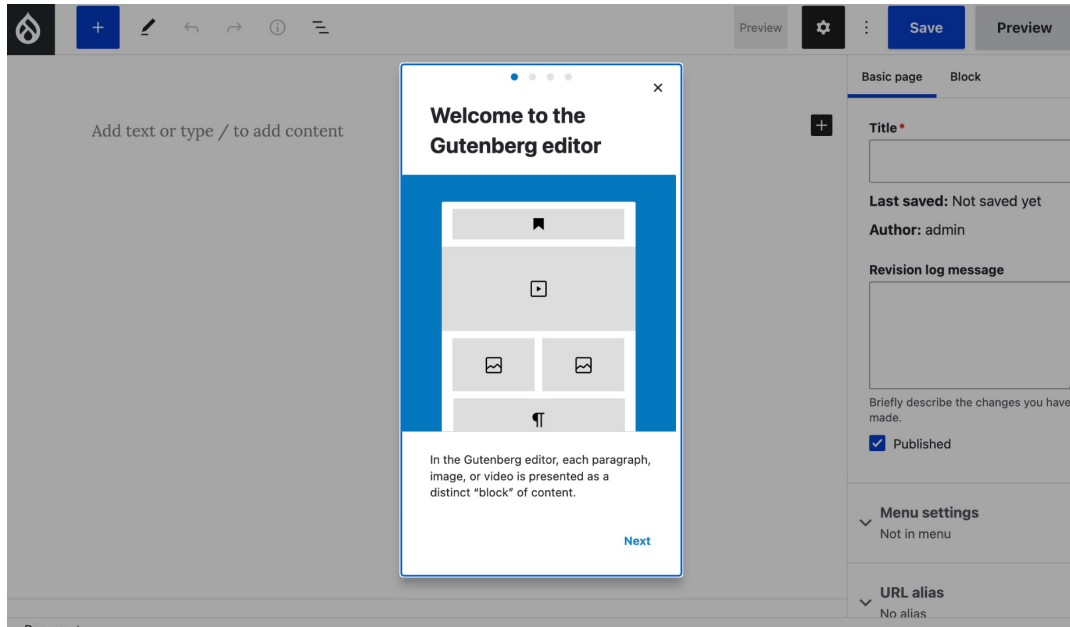 Preview
Save
Preview
Welcome to the
Gutenberg editor
In the Gutenberg editor, each paragraph,
image, or video is presented as a
distinct “block” of content.
Next
Add text or type / to add content
Basic page
Block
Title*
Last saved: Not saved yet
Author: admin
Revision log message
Briefly describe the changes you have
made.
Published
Menu settings
Not in menu
URL alias
No alias